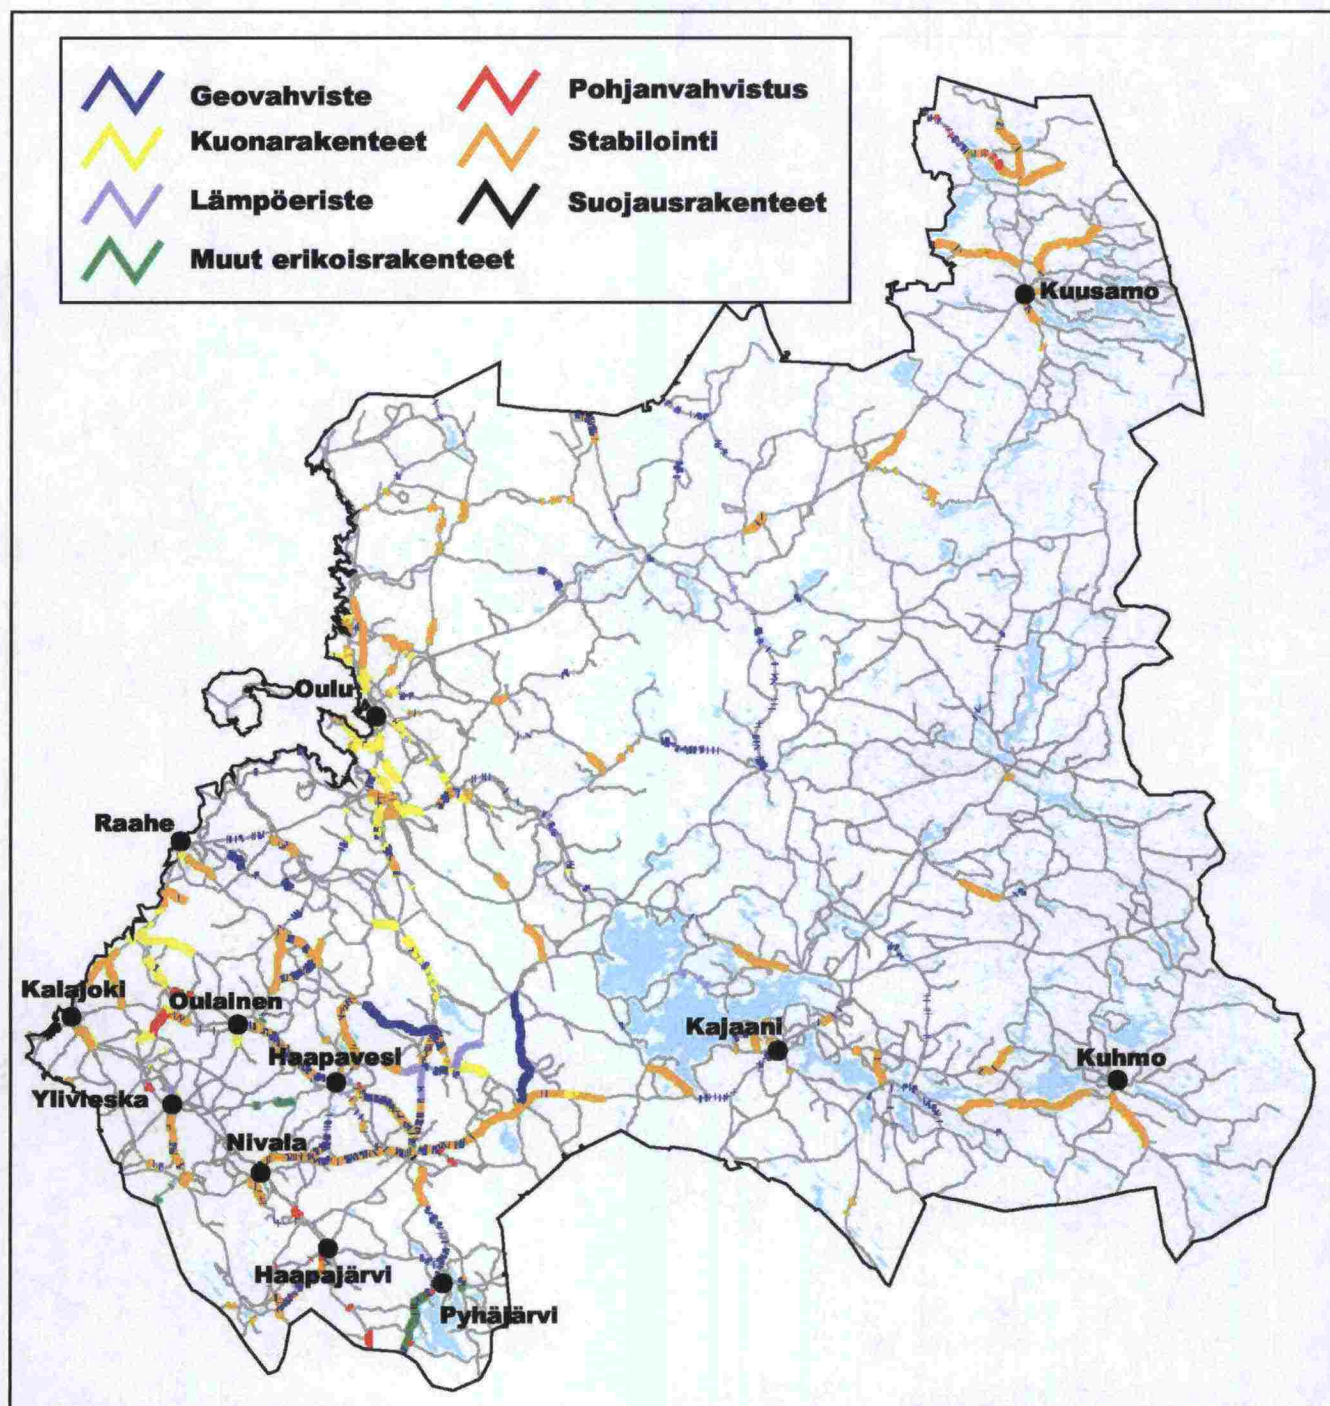 Geovahviste
Kuonarakenteet
Lämpöeriste
Muut erikoisrakenteet
Pohjanvahvistus
Stabilointi
Suojausrakenteet
Kuusamo
Oulu
Raahe
Kalajoki
Oulainen
Haapavesi
Kajaani
Kuhmo
Ylivieska
Nivala
Haapajärvi
Pyhäjärvi